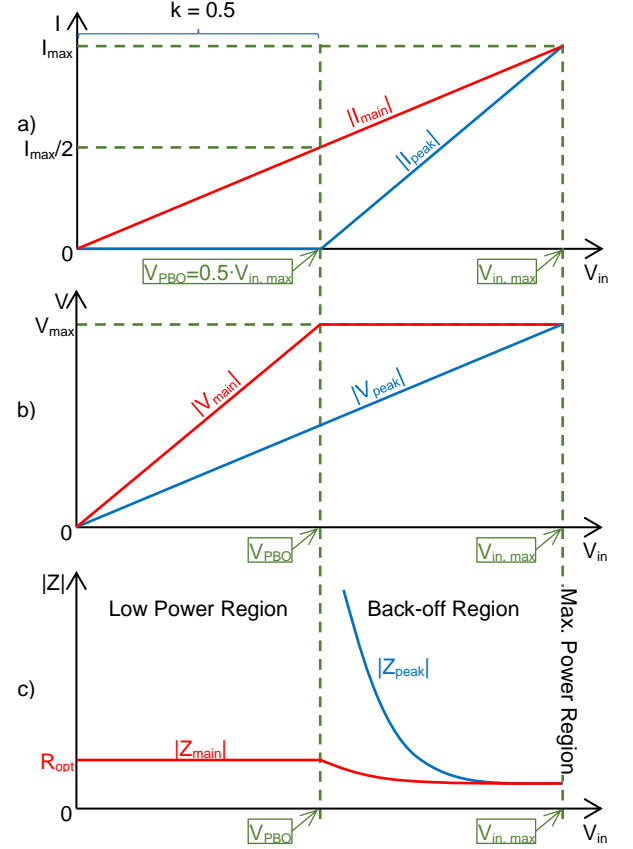 k = 0.5
I
Imax
|Imain|
a)
Imax/2
|Ipeak|
0
VPBO=0.5·Vin, max
Vin, max
Vin
V
Vmax
|Vmain|
|Vpeak|
b)
0
VPBO
Vin, max
Vin
|Z|
Low Power Region
Back-off Region
Max. Power Region
|Zpeak|
c)
|Zmain|
Ropt
0
VPBO
Vin, max
Vin